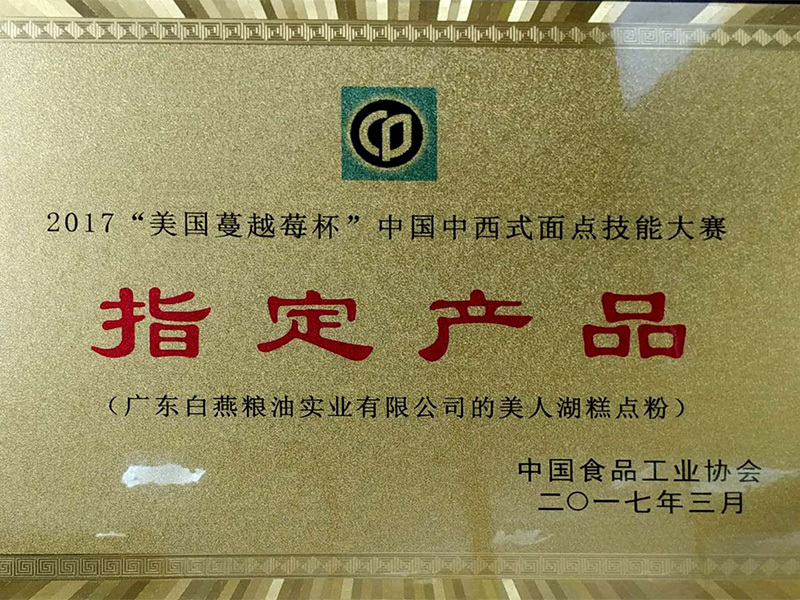 2017“美国蔓越莓杯”中国中西式面点技能大赛
指定产品
（广东白燕粮油实业有限公司的美人湖糕点粉）
中国食品工业协会
二〇一七年三月